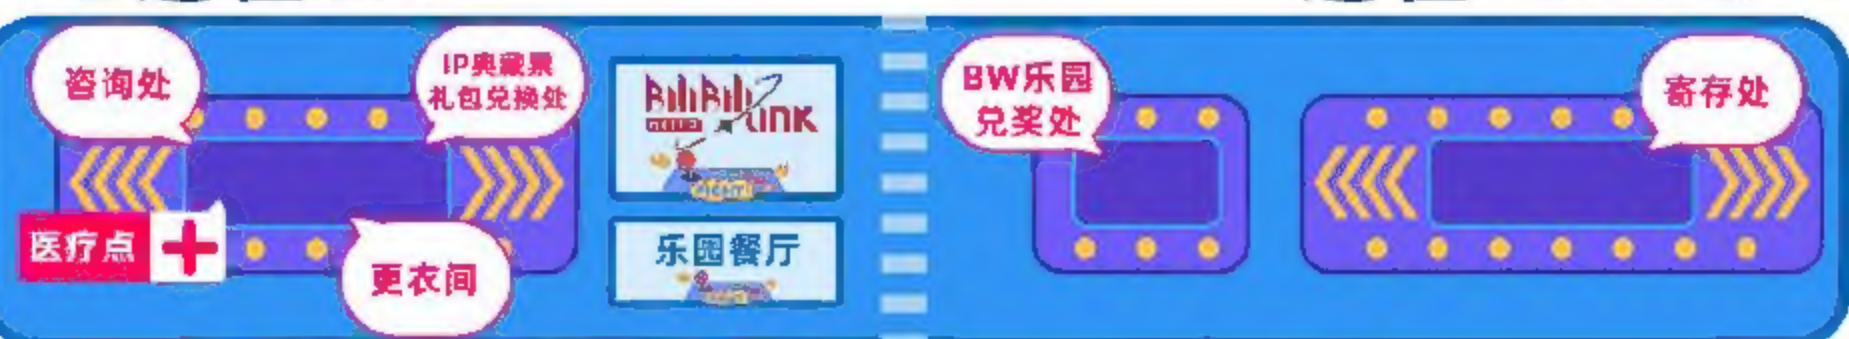 咨询处
IP典藏票
礼包兑换处
BiliBili
Link
BW乐园
兑奖处
寄存处
医疗点
更衣间
乐园餐厅